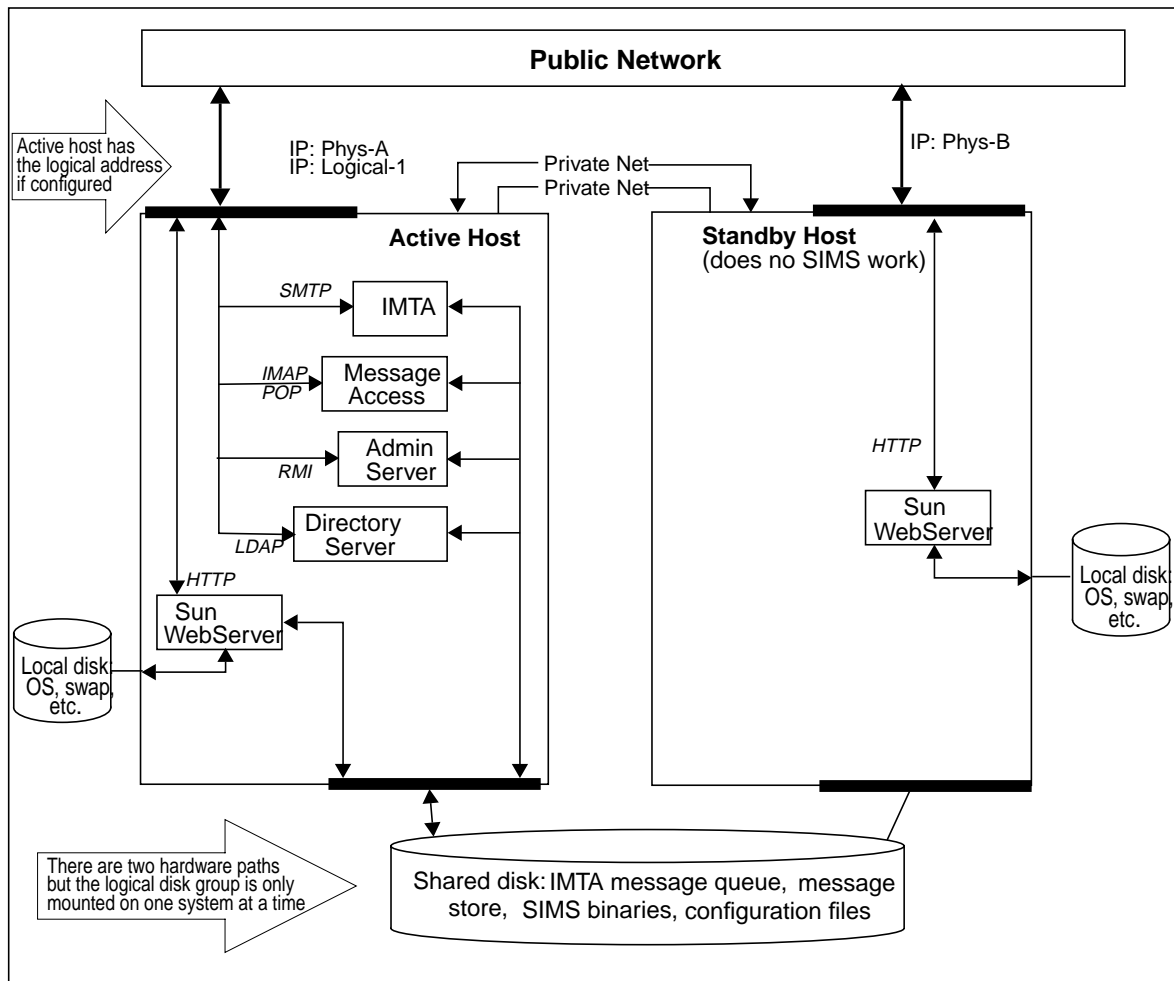 Public Network
Active host has
the logical address
if configured
IP: Phys-A
IP: Logical-1
Private Net
Private Net
IP: Phys-B
Active Host
Standby Host
(does no SIMS work)
SMTP
IMTA
IMAP
POP
Message
Access
RMI
Admin
Server
LDAP
Directory
Server
HTTP
Sun
WebServer
Local disk:
OS, swap,
etc.
HTTP
Sun
WebServer
Local disk:
OS, swap,
etc.
There are two hardware paths
but the logical disk group is only
mounted on one system at a time
Shared disk: IMTA message queue, message
store, SIMS binaries, configuration files